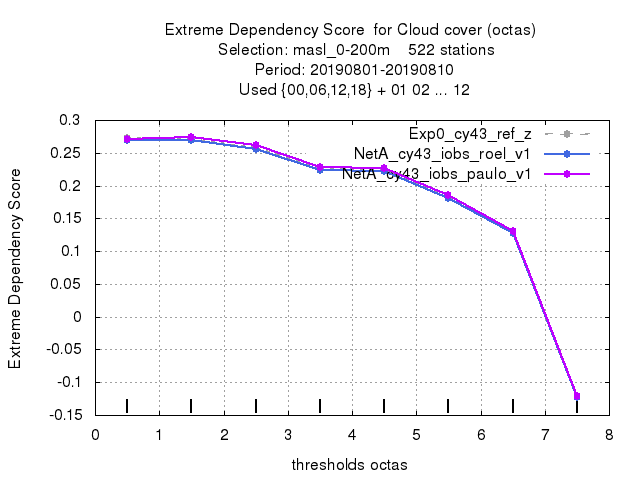 Extreme Dependency Score  for Cloud cover (octas)
Selection: masl_0-200m    522 stations
Period: 20190801-20190810
Used {00,06,12,18} + 01 02 ... 12
Exp0_cy43_ref_z
NetA_cy43_iobs_roel_v1
NetA_cy43_iobs_paulo_v1
Extreme Dependency Score
0.3
0.25
0.2
0.15
0.1
0.05
0
-0.05
-0.1
-0.15
0 1 2 3 4 5 6 7 8
thresholds octas